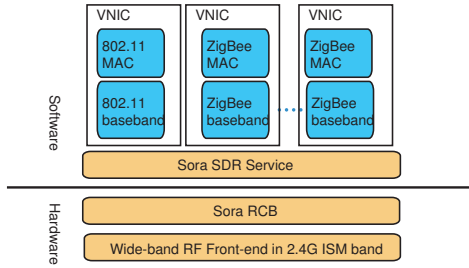 VNIC
VNIC
VNIC
802.11
MAC
ZigBee
MAC
ZigBee
MAC
802.11
baseband
ZigBee
baseband
ZigBee
baseband
Software
Sora SDR Service
Hardware
Sora RCB
Wide-band RF Front-end in 2.4G ISM band